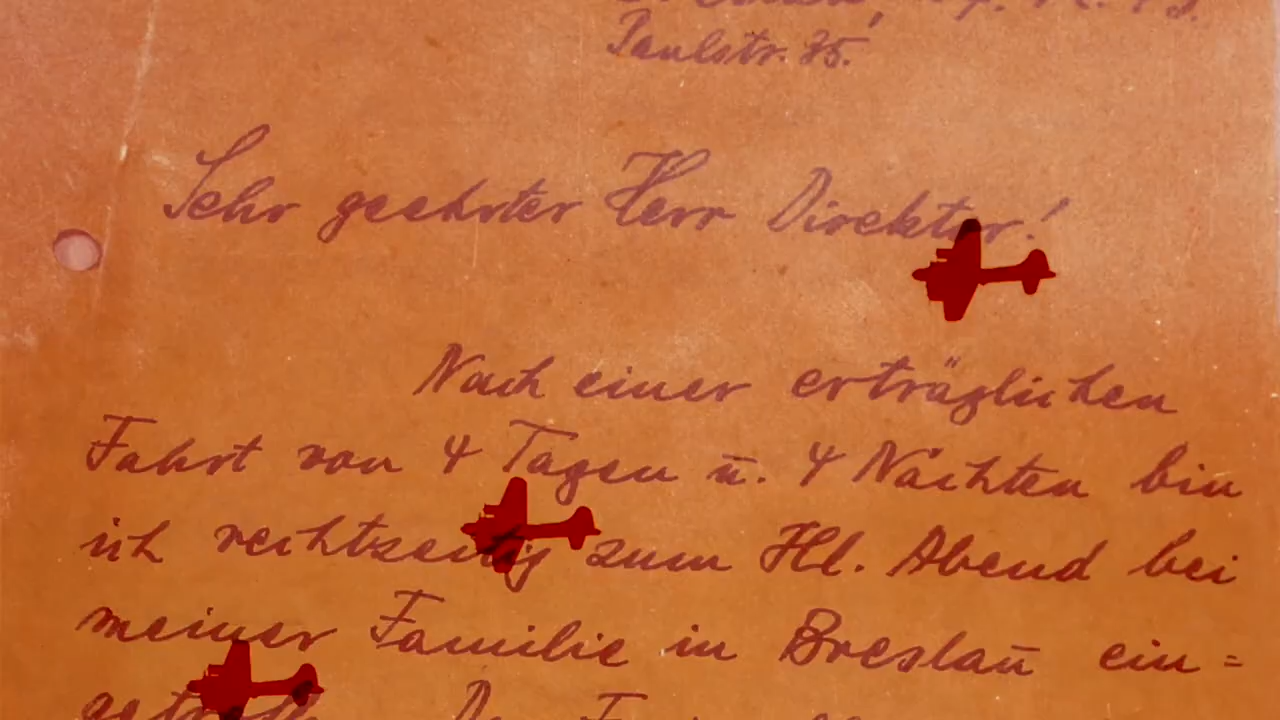 Paulstr. 35.
Sehr geehrter Herr Direktor!
Nach einer erträglichen
Fahrt von 4 Tagen u. 4 Nächten bin
ich rechtzeitig zum Hl. Abend bei
meiner Familie in Breslau ein=